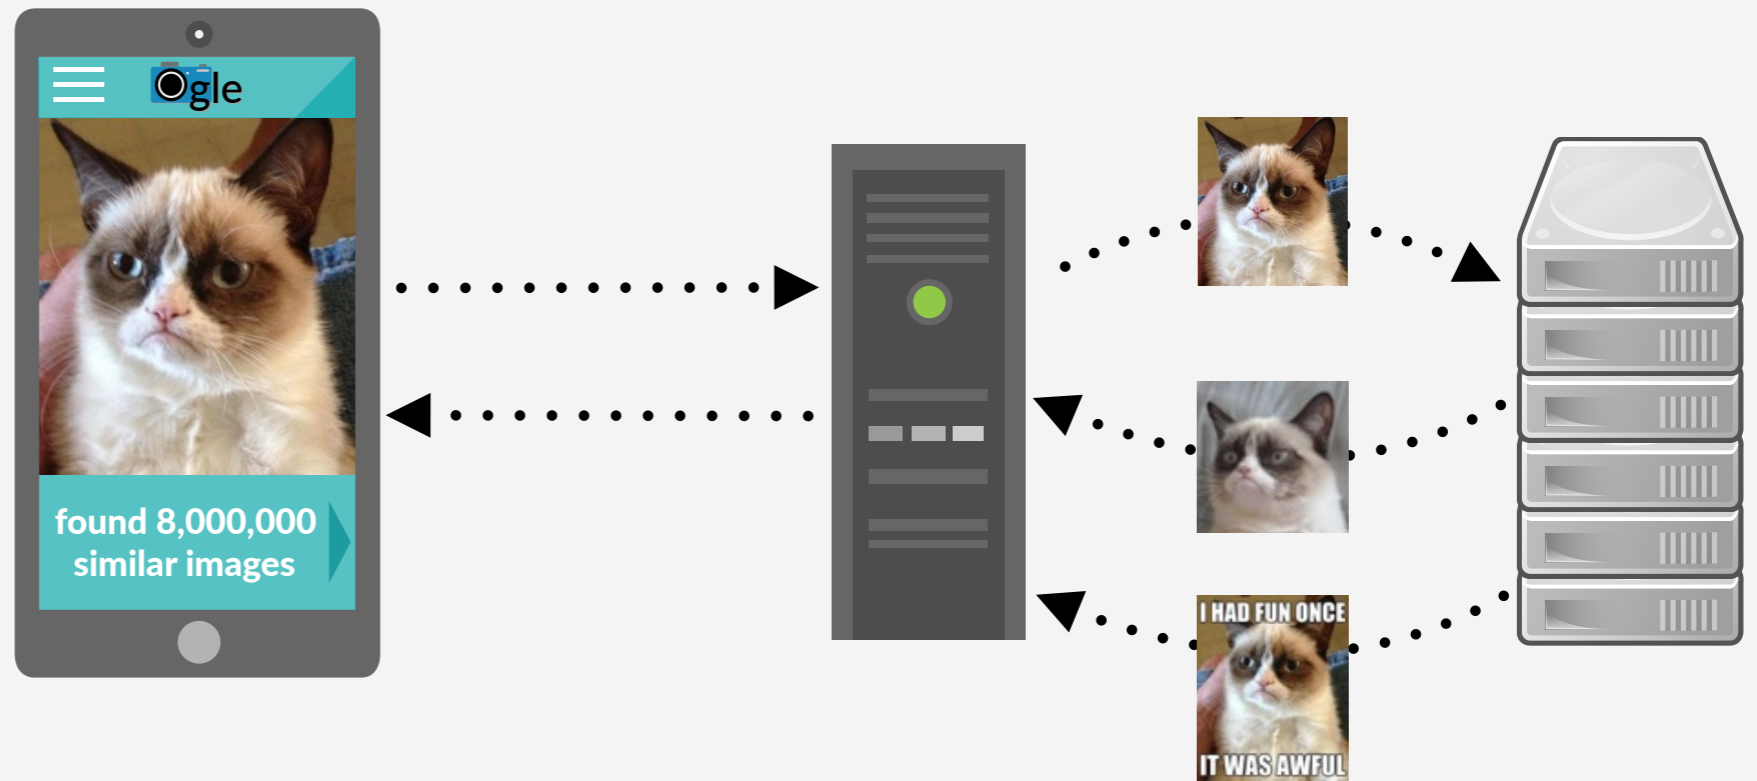 Ogle
found 8,000,000
similar images
I HAD FUN ONCE
IT WAS AWFUL